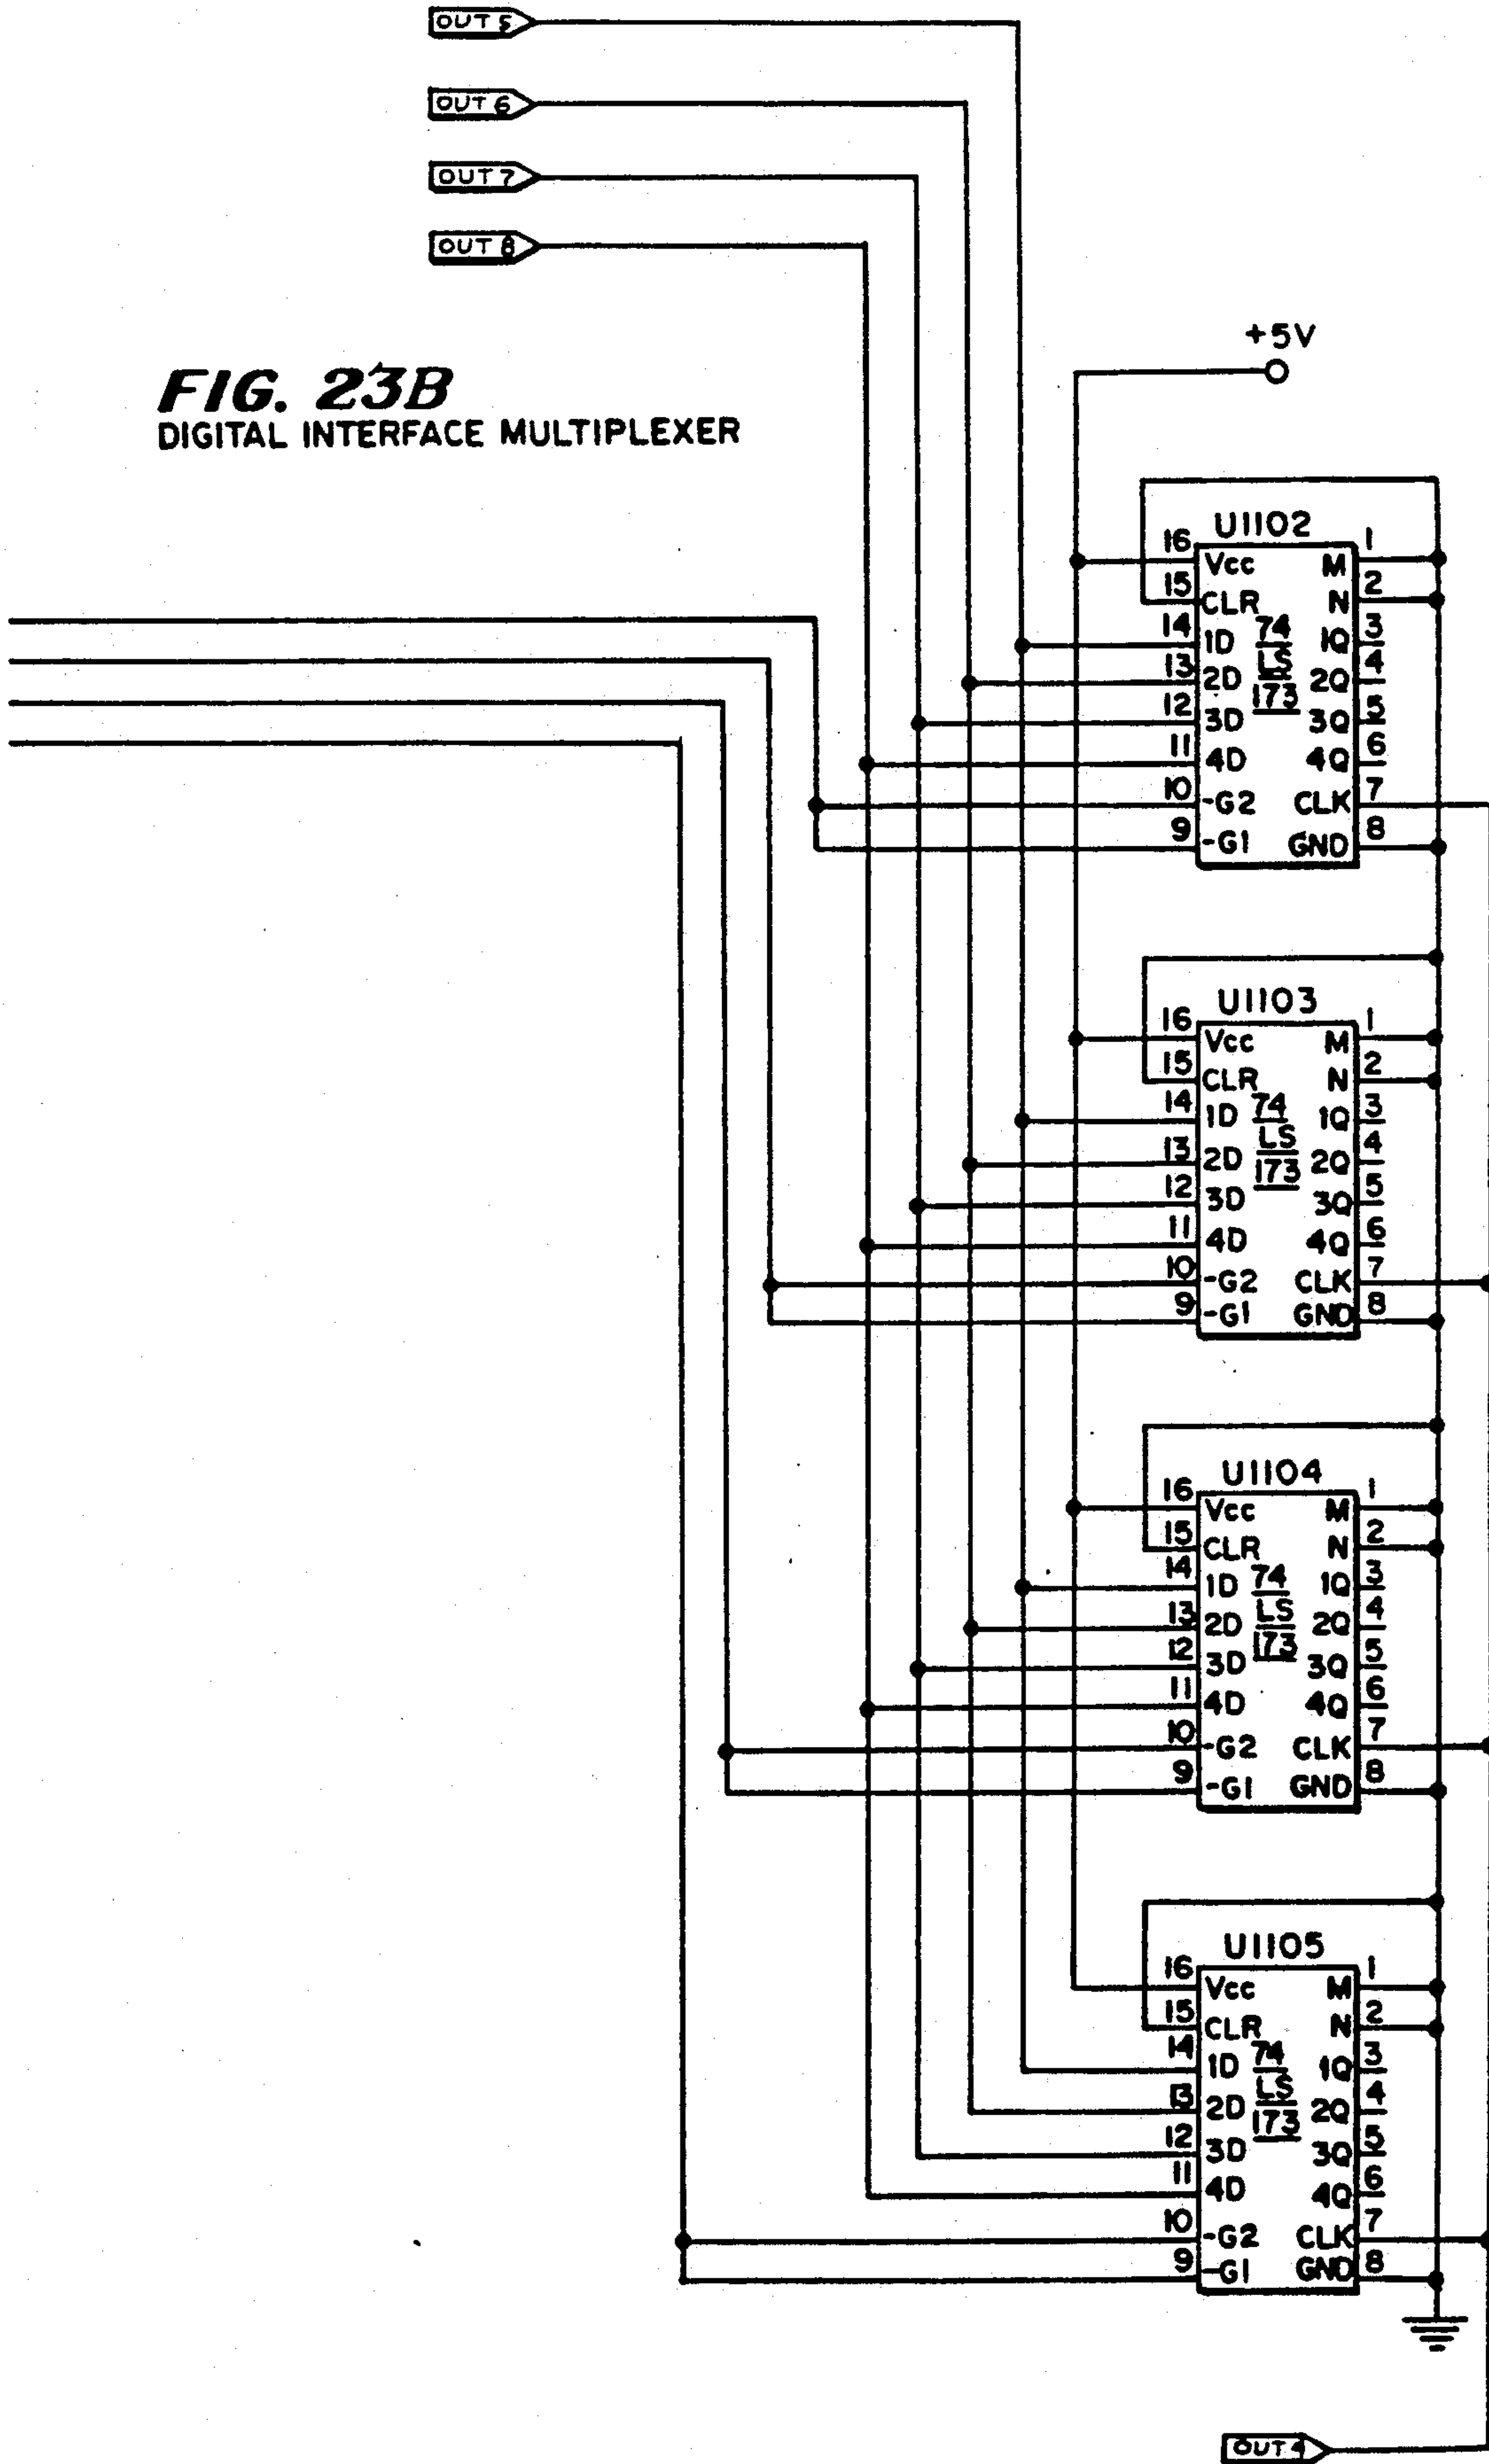 OUT 5
OUT 6
OUT 7
OUT 8
+5V
FIG. 23B
DIGITAL INTERFACE MULTIPLEXER
U1102
16 Vcc M 1
15 CLR N 2
14 1D 74 1Q 3
LS
13 2D 173 2Q 4
12 3D 3Q 5
11 4D 4Q 6
10 -G2 CLK 7
9 -G1 GND 8
U1103
16 Vcc M 1
15 CLR N 2
14 1D 74 1Q 3
LS
13 2D 173 2Q 4
12 3D 3Q 5
11 4D 4Q 6
10 -G2 CLK 7
9 -G1 GND 8
U1104
16 Vcc M 1
15 CLR N 2
14 1D 74 1Q 3
LS
13 2D 173 2Q 4
12 3D 3Q 5
11 4D 4Q 6
10 -G2 CLK 7
9 -G1 GND 8
U1105
16 Vcc M 1
15 CLR N 2
14 1D 74 1Q 3
LS
13 2D 173 2Q 4
12 3D 3Q 5
11 4D 4Q 6
10 -G2 CLK 7
9 -G1 GND 8
OUT 4